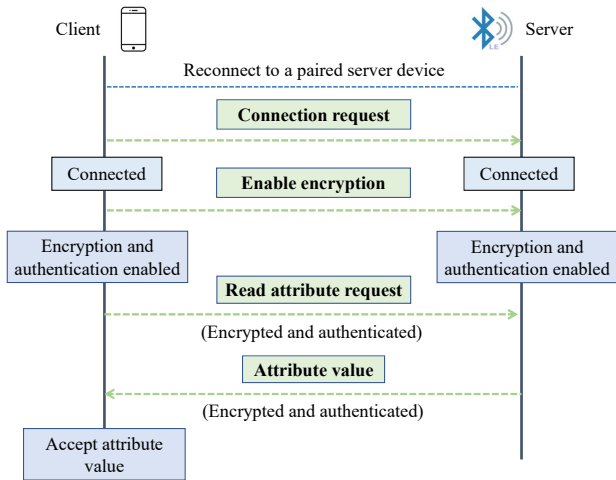 Client
LE
Server
Reconnect to a paired server device
Connection request
Connected
Connected
Enable encryption
Encryption and
authentication enabled
Encryption and
authentication enabled
Read attribute request
(Encrypted and authenticated)
Attribute value
(Encrypted and authenticated)
Accept attribute
value